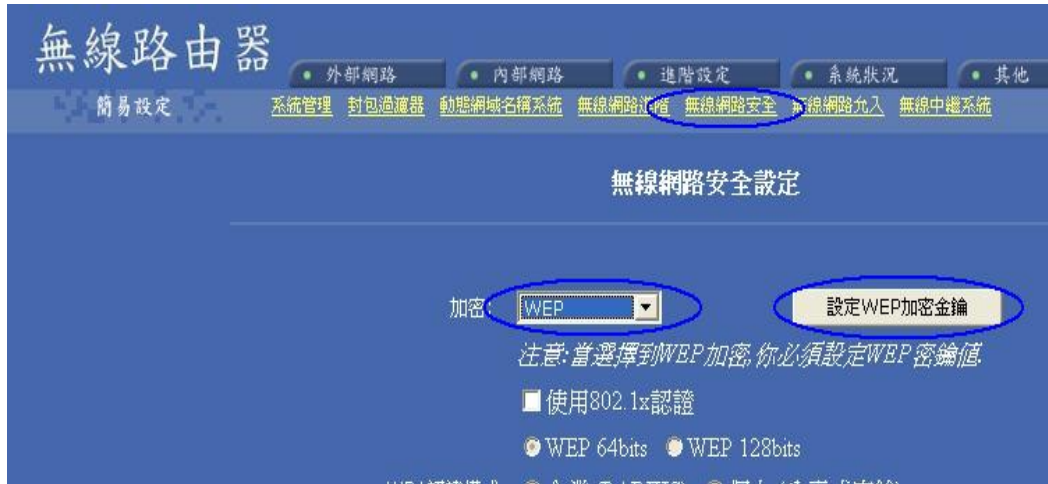 無線路由器
外部網路 內部網路 進階設定 系統狀況 其他
簡易設定 系統管理 封包過濾器 動態網域名稱系統 無線網路進階 無線網路安全 無線網路允入 無線中繼系統
無線網路安全設定
加密: WEP 設定WEP加密金鑰
注意:當選擇到WEP加密,你必須設定WEP密鑰值.
使用802.1x認證
WEP 64bits WEP 128bits